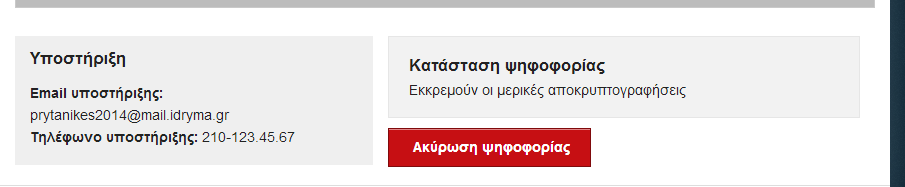 Υποστήριξη
Email υποστήριξης:
prytanikes2014@mail.idryma.gr
Τηλέφωνο υποστήριξης: 210-123.45.67
Κατάσταση ψηφοφορίας
Εκκρεμούν οι μερικές αποκρυπτογραφήσεις
Ακύρωση ψηφοφορίας